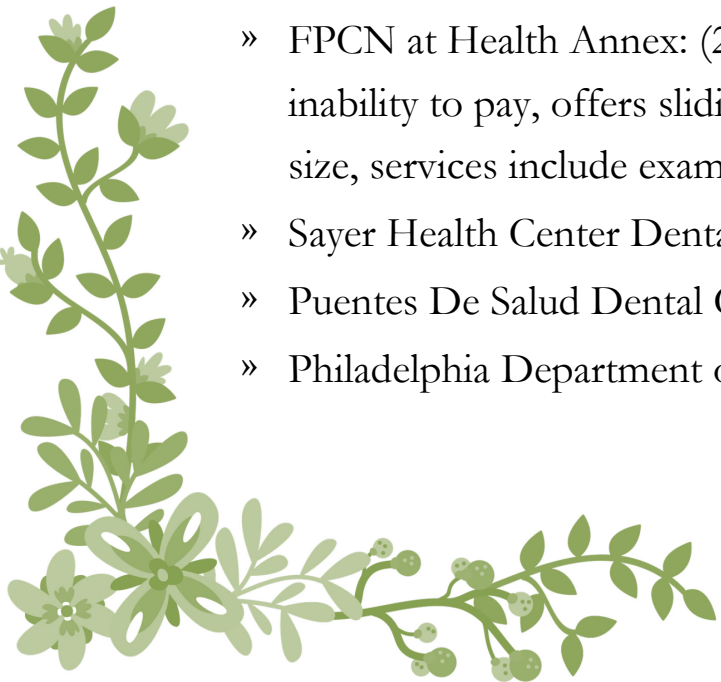 » FPCN at Health Annex: (2
inability to pay, offers slidi
size, services include exam
» Sayer Health Center Denta
» Puentes De Salud Dental
» Philadelphia Department